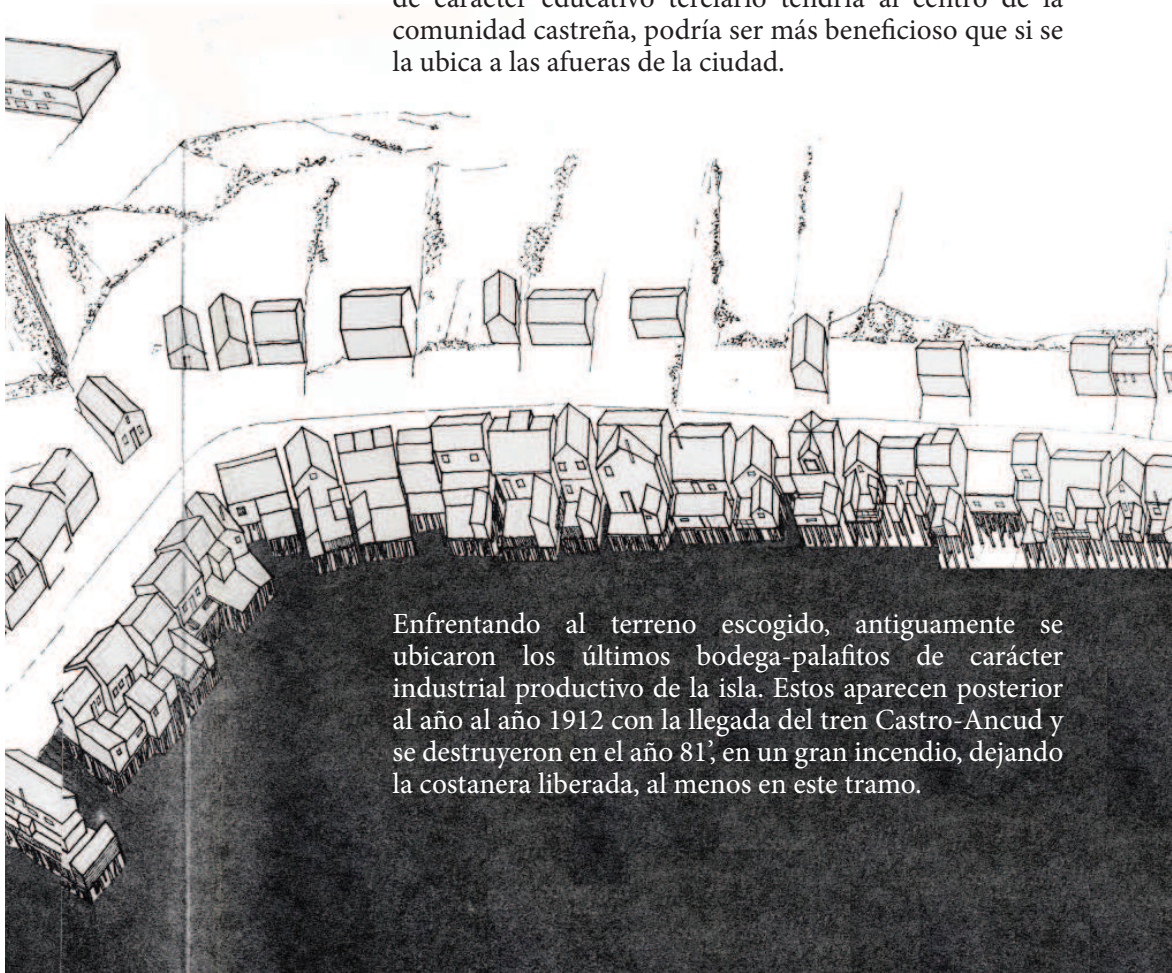 de carácter educativo terciario tendría al centro de la
comunidad castreña, podría ser más beneficioso que si se
la ubica a las afueras de la ciudad.
Enfrentando al terreno escogido, antiguamente se
ubicaron los últimos bodega-palafitos de carácter
industrial productivo de la isla. Estos aparecen posterior
al año al año 1912 con la llegada del tren Castro-Ancud y
se destruyeron en el año 81’, en un gran incendio, dejando
la costanera liberada, al menos en este tramo.